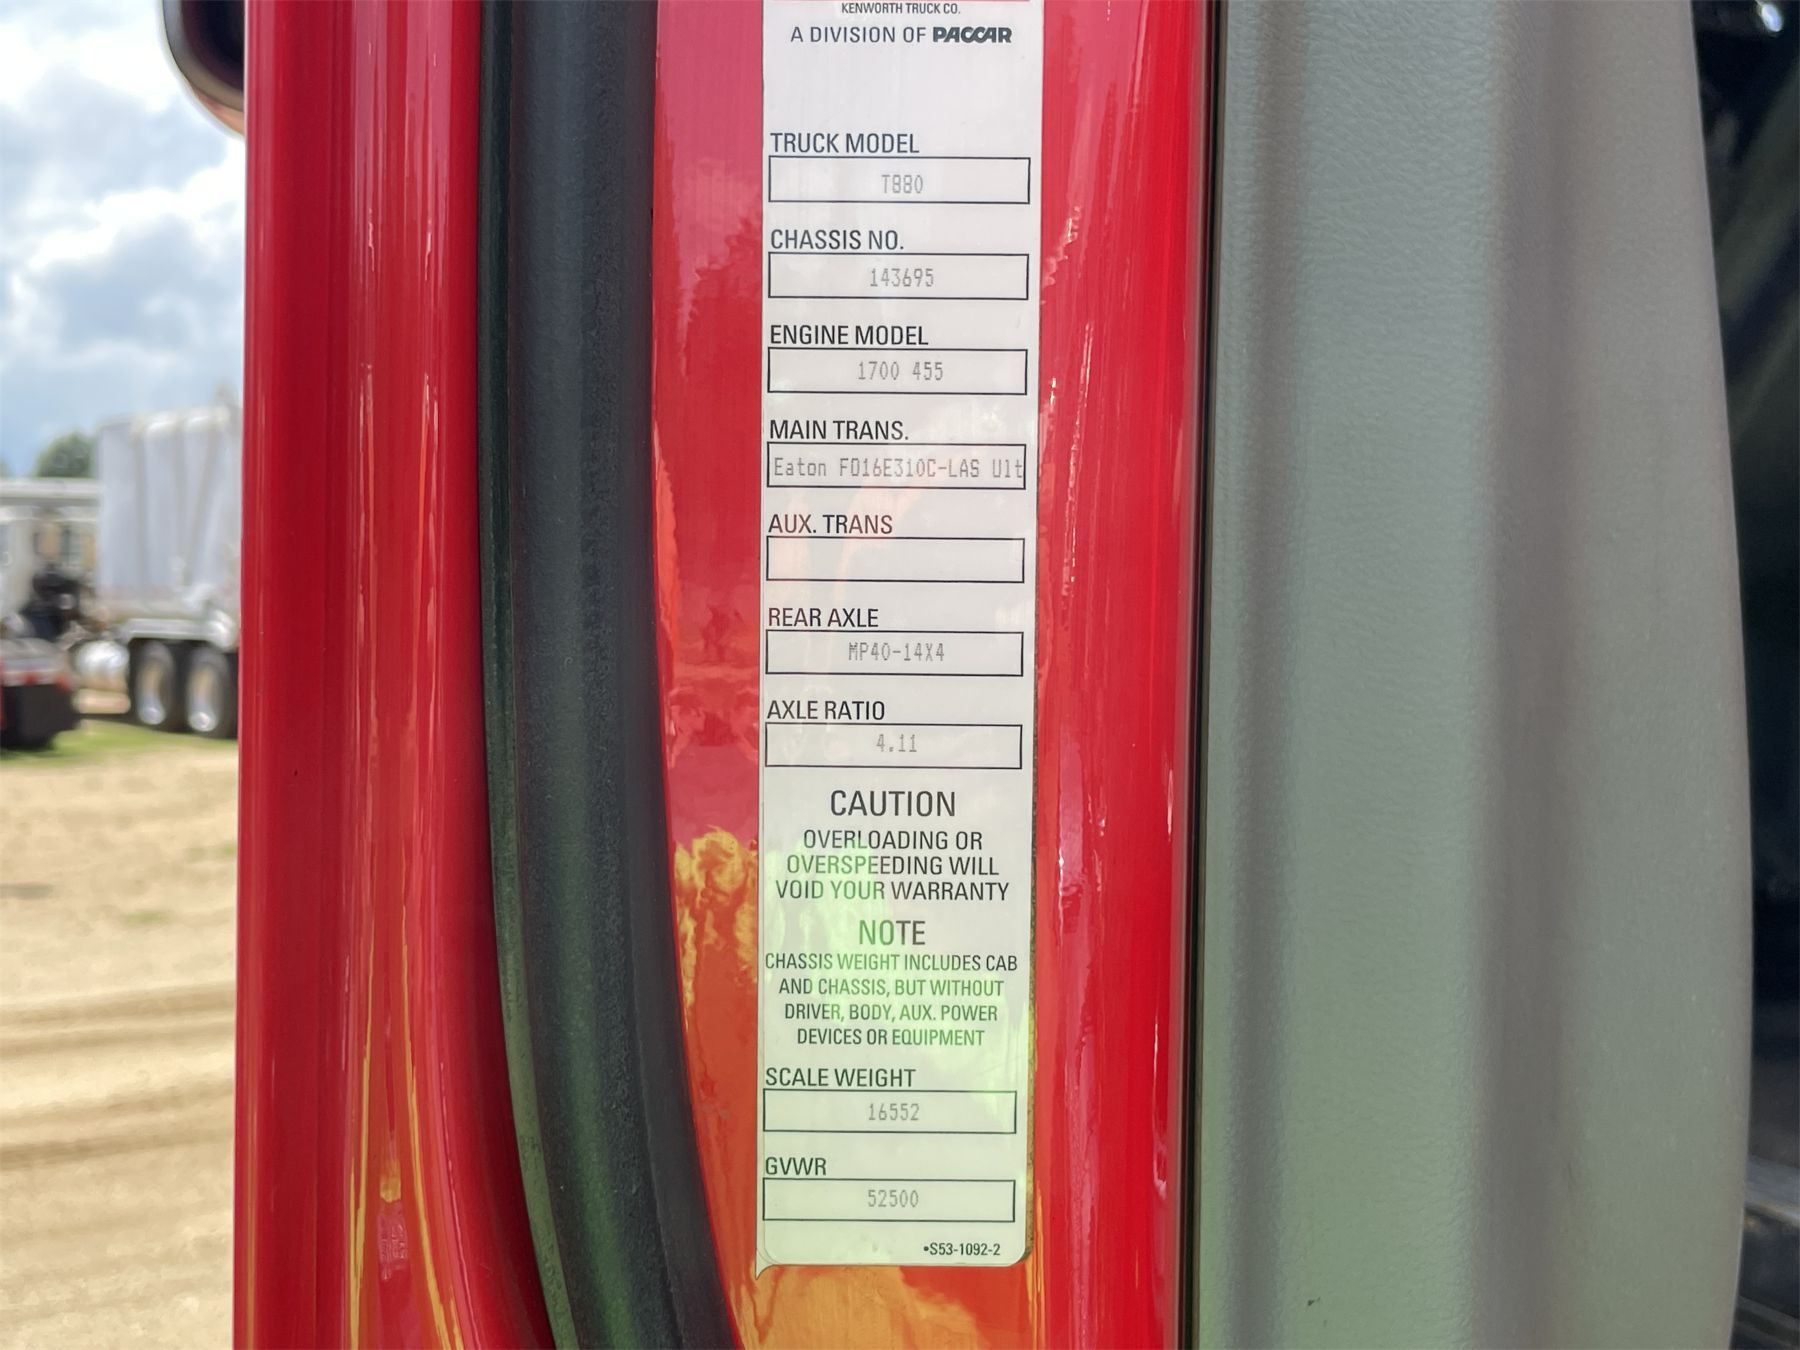 KENWORTH TRUCK CO.
A DIVISION OF PACCAR
TRUCK MODEL
T880
CHASSIS NO.
143695
ENGINE MODEL
1700 455
MAIN TRANS.
Eaton FO16E310C-LAS Ult
AUX. TRANS
REAR AXLE
MP40-14X4
AXLE RATIO
4.11
CAUTION
OVERLOADING OR
OVERSPEEDING WILL
VOID YOUR WARRANTY
NOTE
CHASSIS WEIGHT INCLUDES CAB
AND CHASSIS, BUT WITHOUT
DRIVER, BODY, AUX. POWER
DEVICES OR EQUIPMENT
SCALE WEIGHT
16552
GVWR
52500
•S53-1092-2